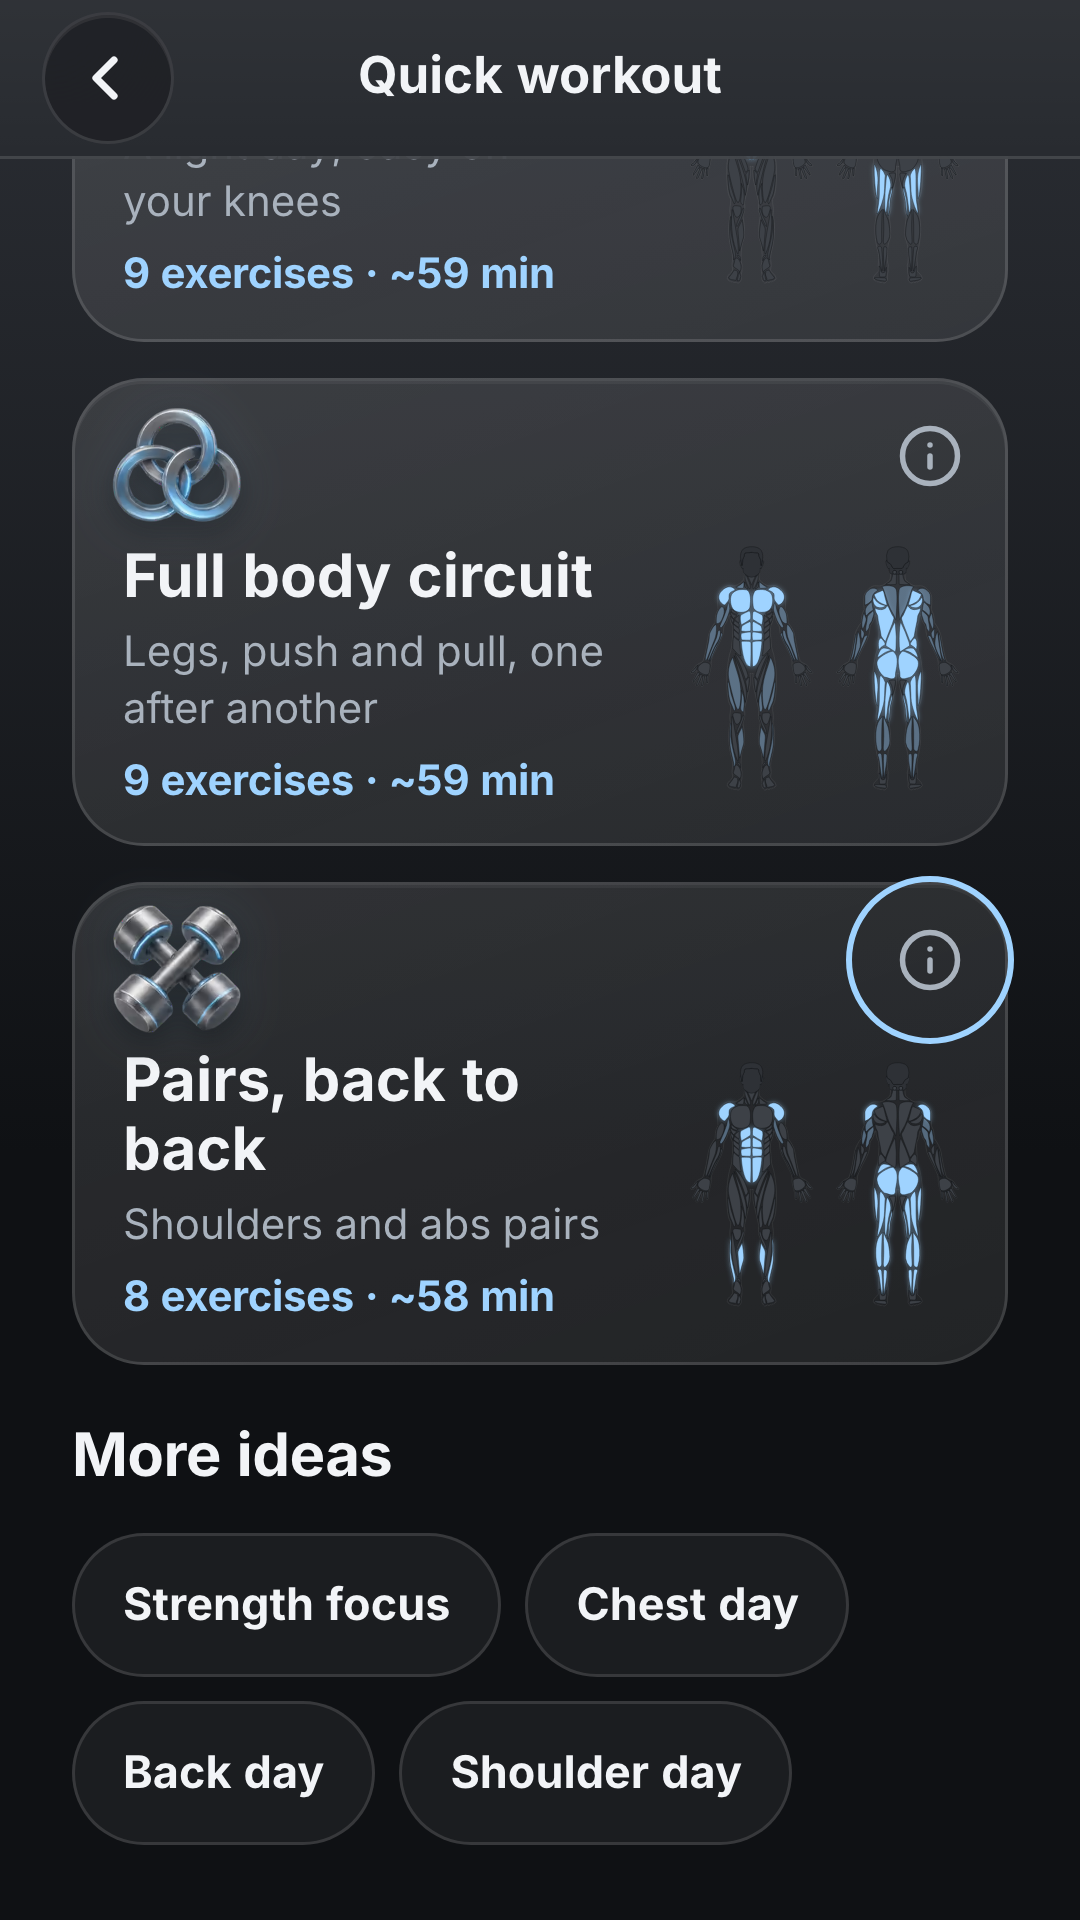 Quick workout
your knees
9 exercises · ~59 min
Full body circuit
Legs, push and pull, one
after another
9 exercises · ~59 min
Pairs, back to
back
Shoulders and abs pairs
8 exercises · ~58 min
More ideas
Strength focus
Chest day
Back day
Shoulder day